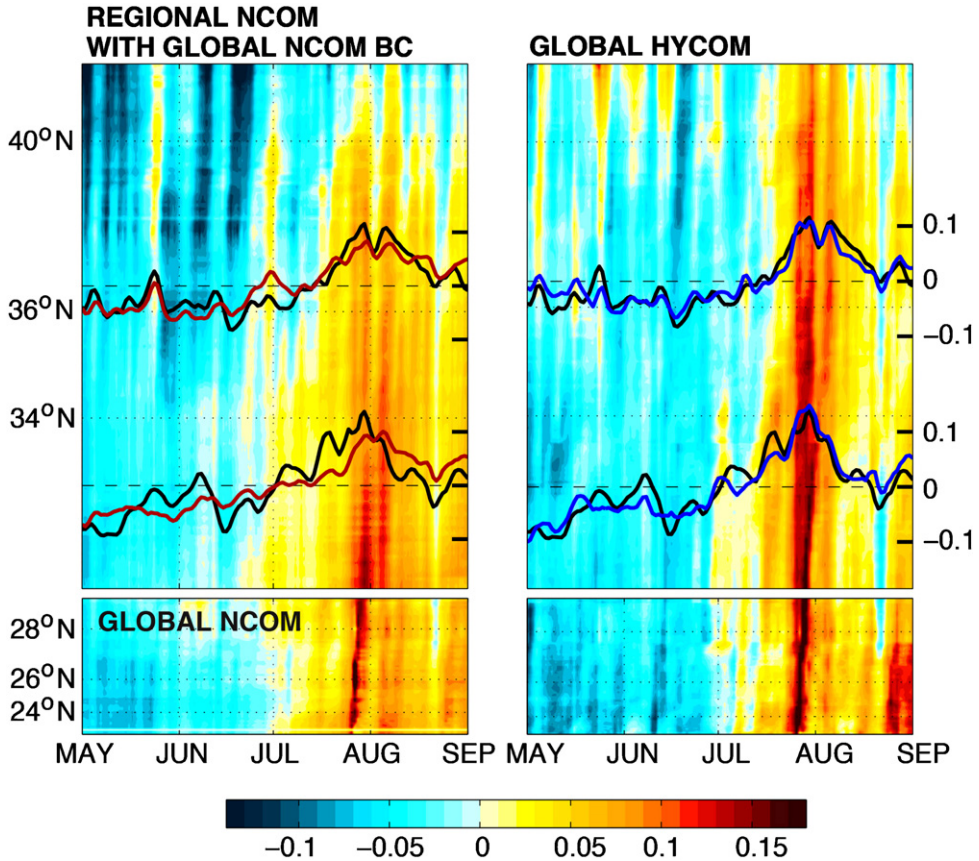 REGIONAL NCOM
WITH GLOBAL NCOM BC
GLOBAL HYCOM
40°N
36°N
34°N
0.1
0
−0.1
0.1
0
−0.1
GLOBAL NCOM
28°N
26°N
24°N
MAY JUN JUL AUG SEP
MAY JUN JUL AUG SEP
−0.1 −0.05 0 0.05 0.1 0.15